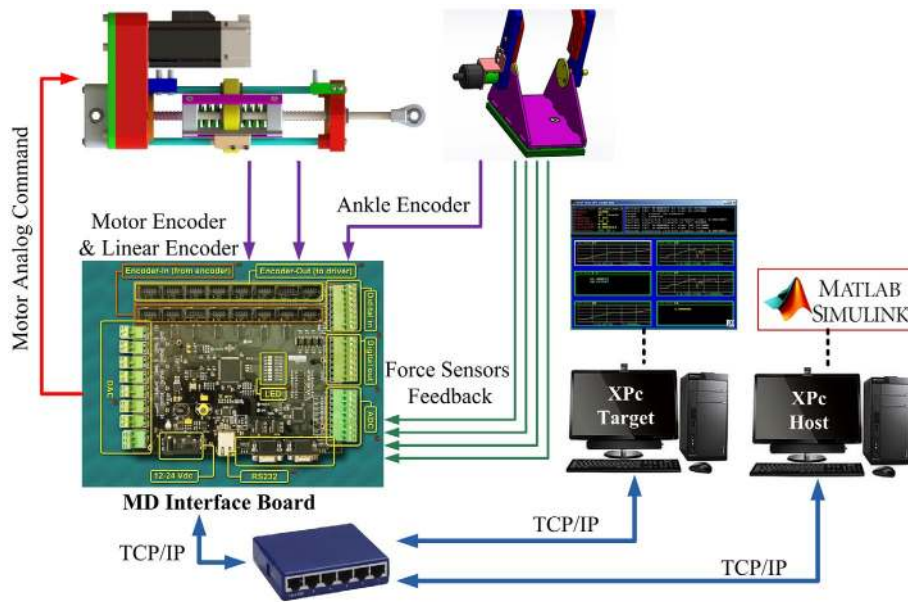 Motor Analog Command
Motor Encoder
& Linear Encoder
Ankle Encoder
Encoder-In (from encoder)
Encoder-Out (to driver)
Digital out
DAC
LED
ADC
12-24 Vdc
RS232
MD Interface Board
Force Sensors
Feedback
MATLAB
SIMULINK
XPc
Target
XPc
Host
TCP/IP
TCP/IP
TCP/IP